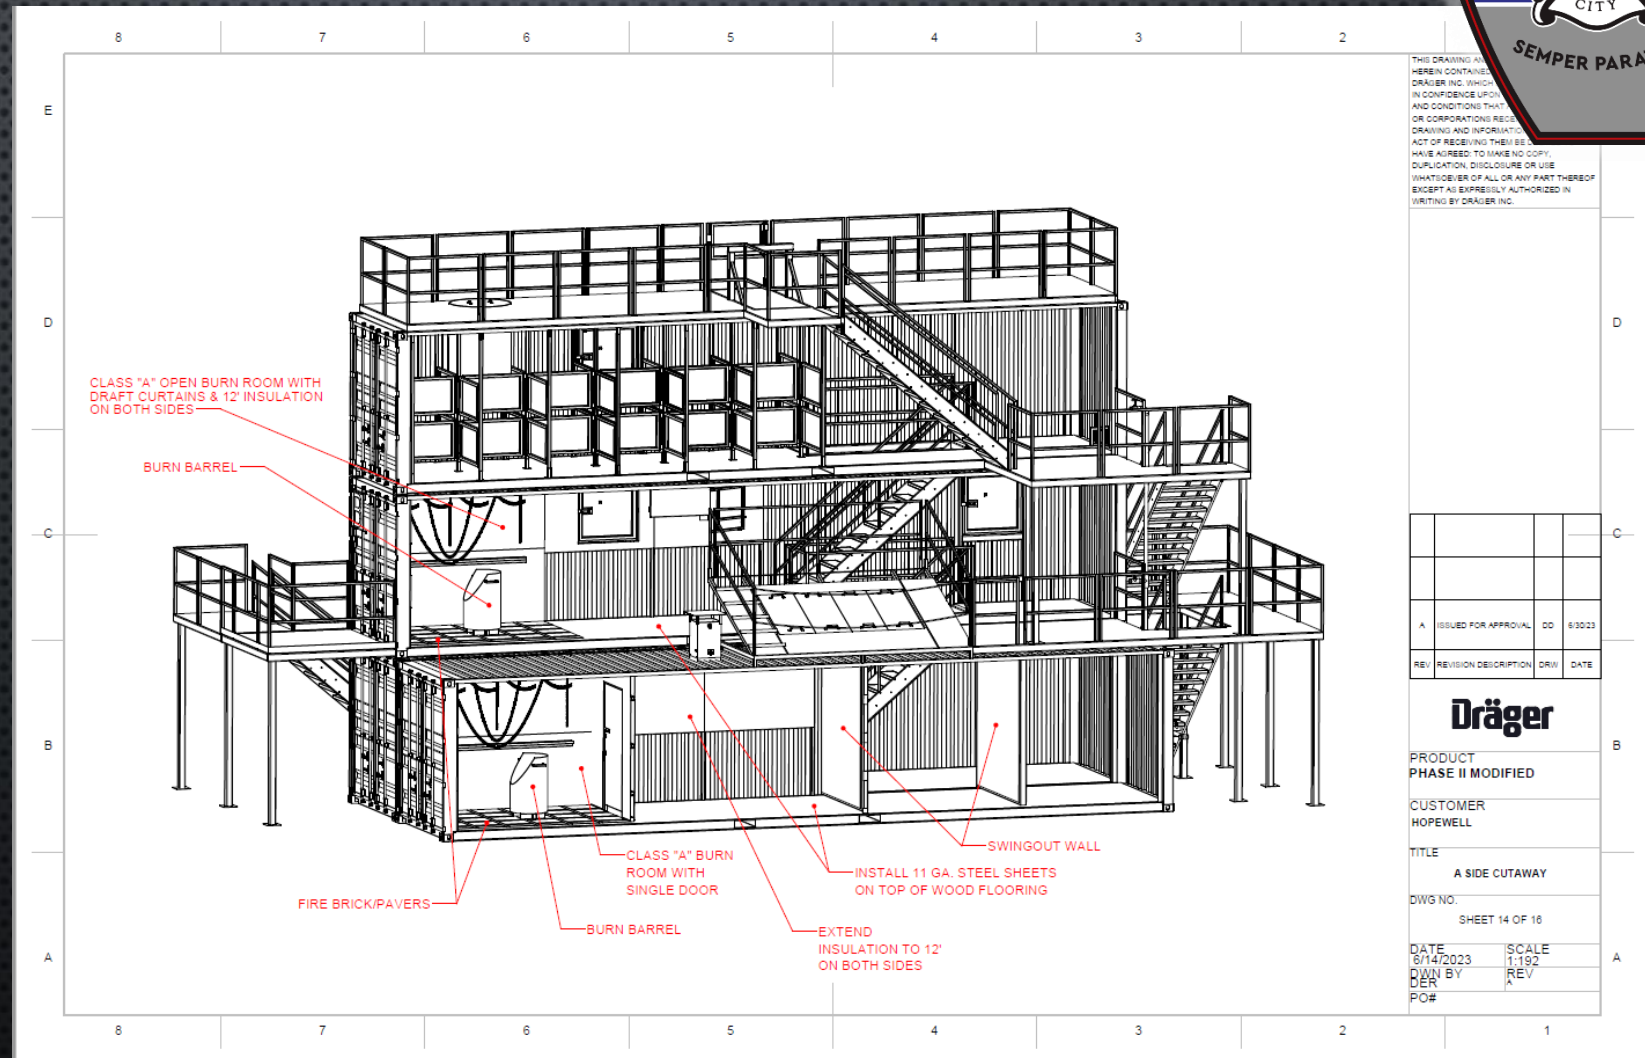 CITY
SEMPER
8 7 6 5 4 3 2
THIS DRAWING
HEREIN CONTAINED
DRÄGER INC. WHICH
IN CONFIDENCE UPON
AND CONDITIONS THAT
OR CORPORATIONS
DRAWING AND INFORMATION
ACT OF RECEIVING THEM BE
HAVE AGREED: TO MAKE NO COPY,
DUPLICATION, DISCLOSURE OR USE
WHATSOEVER OF ALL OR ANY PART THEREOF
EXCEPT AS EXPRESSLY AUTHORIZED IN
WRITING BY DRÄGER INC.
E
D D
CLASS "A" OPEN BURN ROOM WITH
DRAFT CURTAINS & 12' INSULATION
ON BOTH SIDES
BURN BARREL
C C
A ISSUED FOR APPROVAL DD 6/30/23
REV REVISION DESCRIPTION DRW DATE
Dräger
B B
PRODUCT
PHASE II MODIFIED
CUSTOMER
HOPEWELL
SWINGOUT WALL
CLASS "A" BURN
ROOM WITH
SINGLE DOOR
INSTALL 11 GA. STEEL SHEETS
ON TOP OF WOOD FLOORING
FIRE BRICK/PAVERS
BURN BARREL
EXTEND
INSULATION TO 12'
ON BOTH SIDES
TITLE
A SIDE CUTAWAY
DWG NO.
SHEET 14 OF 16
DATE SCALE
6/14/2023 1:192
DWN BY REV
DER A
PO#
A A
8 7 6 5 4 3 2 1